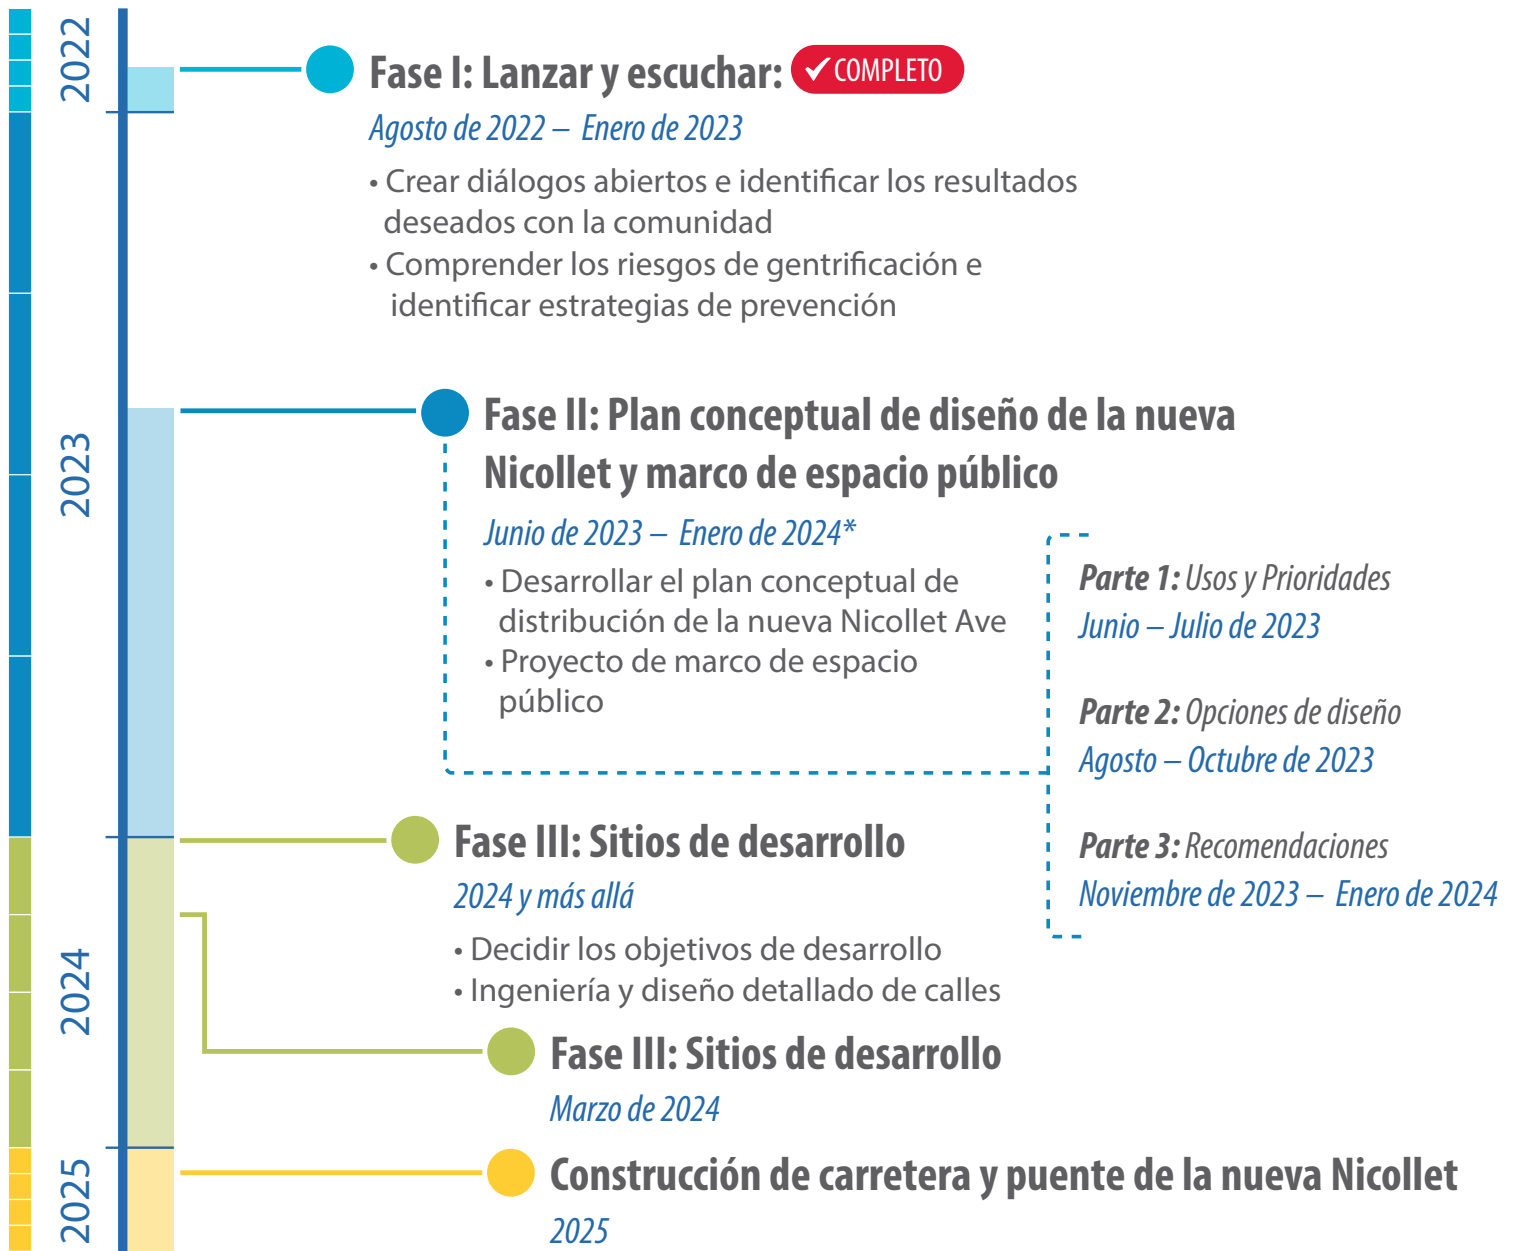 2022
Fase I: Lanzar y escuchar: ✓ COMPLETO
Agosto de 2022 – Enero de 2023
• Crear diálogos abiertos e identificar los resultados
deseados con la comunidad
• Comprender los riesgos de gentrificación e
identificar estrategias de prevención
2023
Fase II: Plan conceptual de diseño de la nueva
Nicollet y marco de espacio público
Junio de 2023 – Enero de 2024*
• Desarrollar el plan conceptual de
distribución de la nueva Nicollet Ave
• Proyecto de marco de espacio
público
Parte 1: Usos y Prioridades
Junio – Julio de 2023
Parte 2: Opciones de diseño
Agosto – Octubre de 2023
Parte 3: Recomendaciones
Noviembre de 2023 – Enero de 2024
2024
Fase III: Sitios de desarrollo
2024 y más allá
• Decidir los objetivos de desarrollo
• Ingeniería y diseño detallado de calles
Fase III: Sitios de desarrollo
Marzo de 2024
2025
Construcción de carretera y puente de la nueva Nicollet
2025